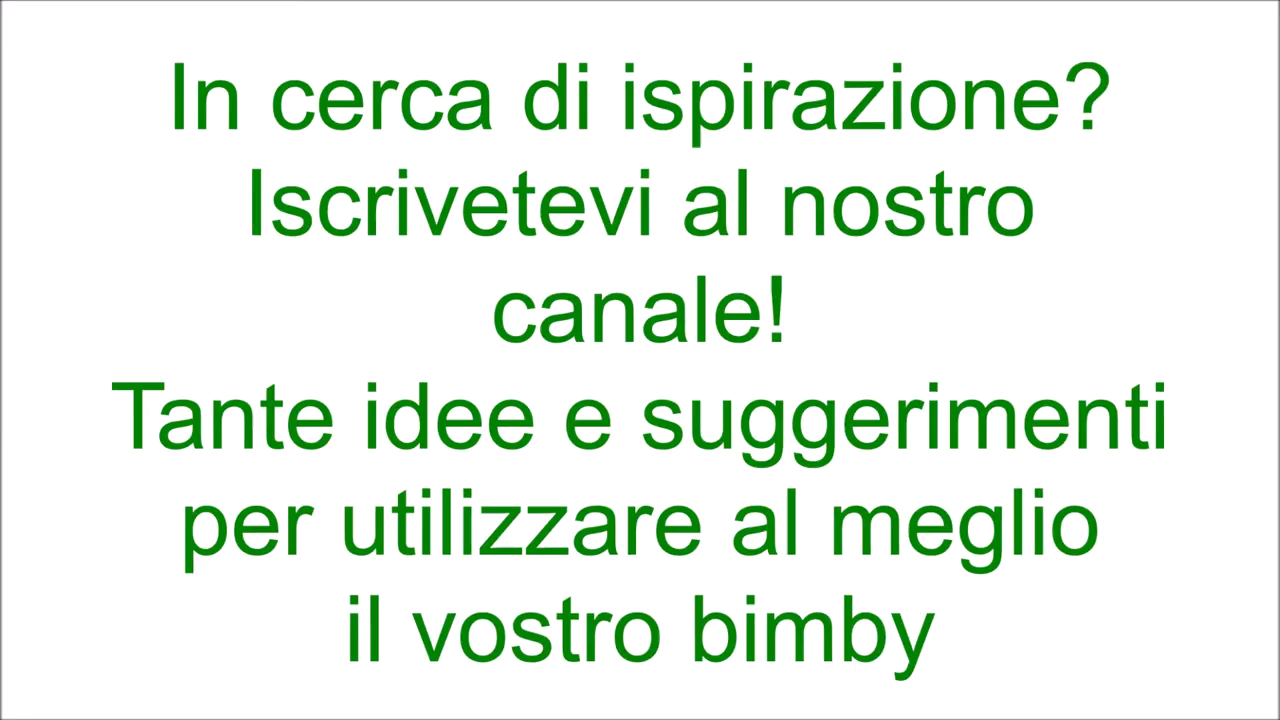 In cerca di ispirazione?
Iscrivetevi al nostro
canale!
Tante idee e suggerimenti
per utilizzare al meglio
il vostro bimby